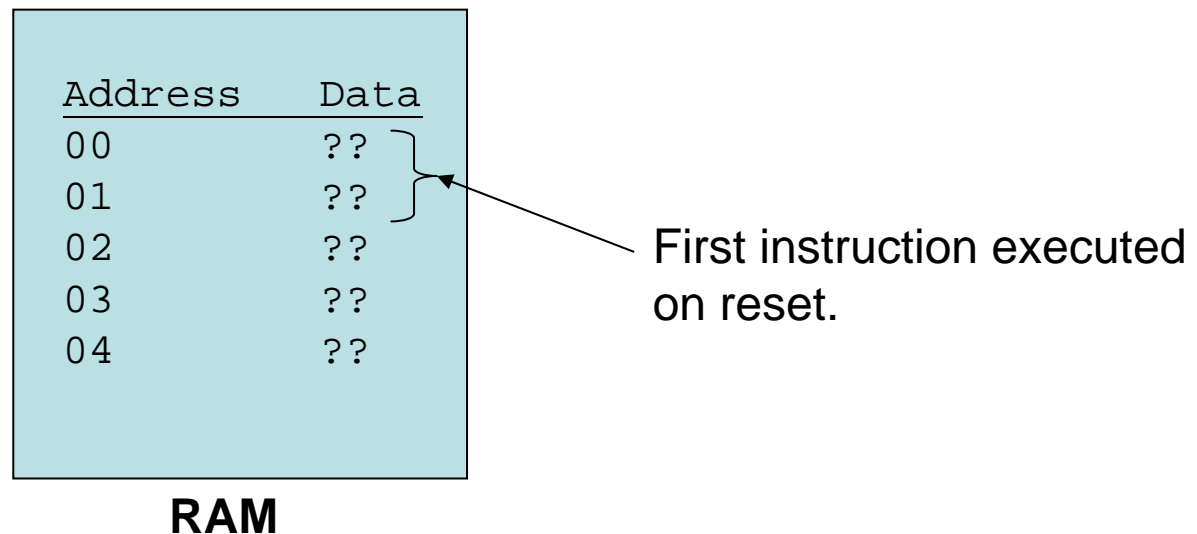 Address Data
00 ??
01 ??
02 ??
03 ??
04 ??
First instruction executed
on reset.
RAM